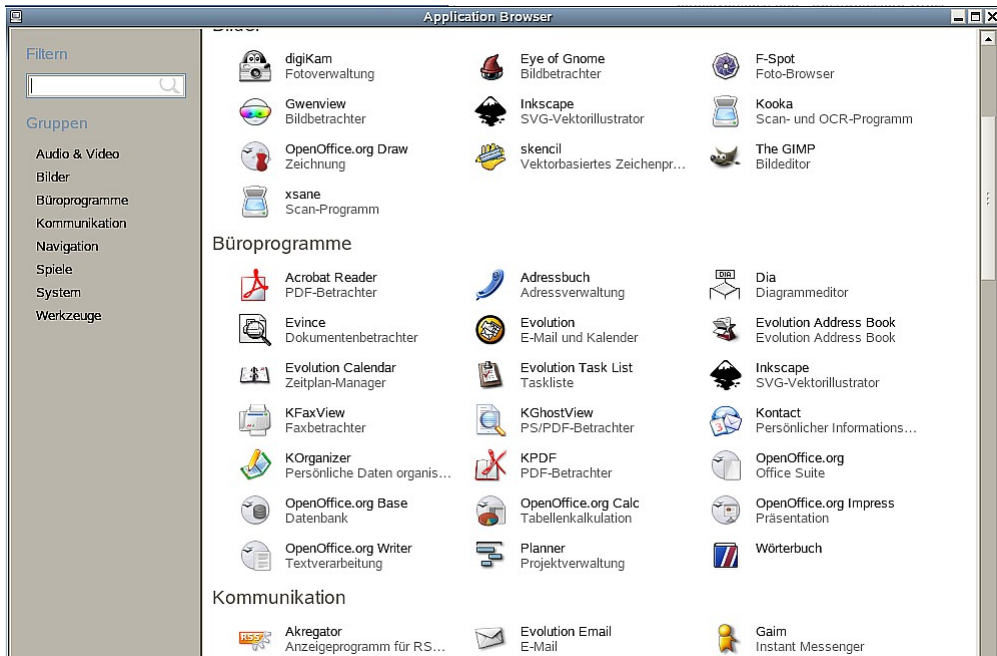 Application Browser
Filtern
Gruppen
Audio & Video
Bilder
Büroprogramme
Kommunikation
Navigation
Spiele
System
Werkzeuge
Bilder
digiKam
Fotoverwaltung
Eye of Gnome
Bildbetrachter
F-Spot
Foto-Browser
Gwenview
Bildbetrachter
Inkscape
SVG-Vektorillustrator
Kooka
Scan- und OCR-Programm
OpenOffice.org Draw
Zeichnung
skencil
Vektorbasiertes Zeichenpr...
The GIMP
Bildeditor
xsane
Scan-Programm
Büroprogramme
Acrobat Reader
PDF-Betrachter
Adressbuch
Adressverwaltung
DIA
Dia
Diagrammeditor
Evince
Dokumentenbetrachter
Evolution
E-Mail und Kalender
Evolution Address Book
Evolution Address Book
Evolution Calendar
Zeitplan-Manager
Evolution Task List
Taskliste
Inkscape
SVG-Vektorillustrator
KFaxView
Faxbetrachter
KGhostView
PS/PDF-Betrachter
3
Kontact
Persönlicher Informations...
KOrganizer
Persönliche Daten organis...
KPDF
PDF-Betrachter
OpenOffice.org
Office Suite
OpenOffice.org Base
Datenbank
OpenOffice.org Calc
Tabellenkalkulation
OpenOffice.org Impress
Präsentation
OpenOffice.org Writer
Textverarbeitung
Planner
Projektverwaltung
Wörterbuch
Kommunikation
RSS
Akregator
Anzeigeprogramm für RS...
Evolution Email
E-Mail
Gaim
Instant Messenger